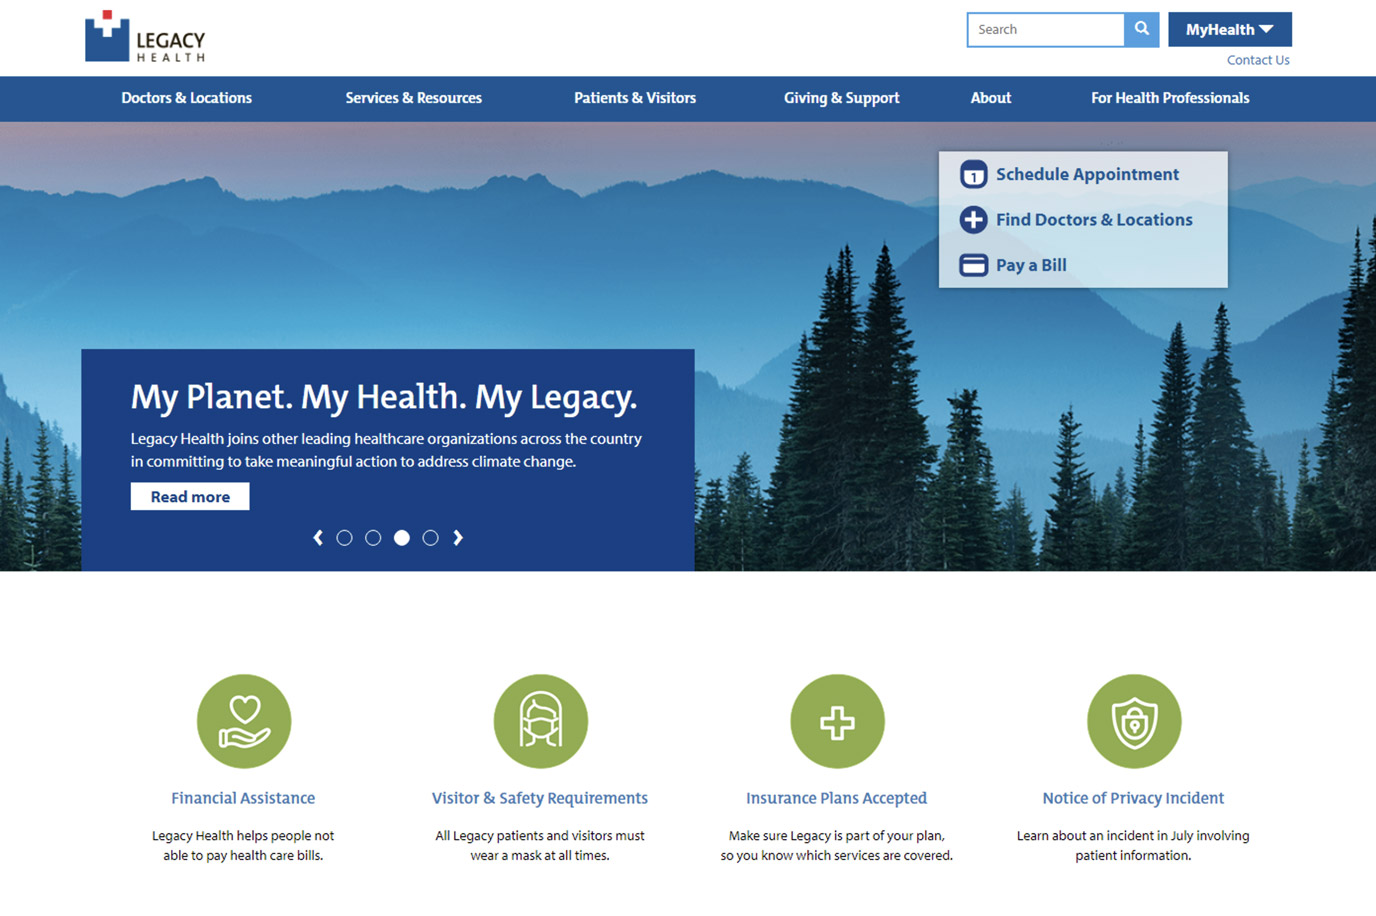 LEGACY
HEALTH
Search
MyHealth
Contact Us
Doctors & Locations
Services & Resources
Patients & Visitors
Giving & Support
About
For Health Professionals
1
Schedule Appointment
Find Doctors & Locations
Pay a Bill
My Planet. My Health. My Legacy.
Legacy Health joins other leading healthcare organizations across the country
in committing to take meaningful action to address climate change.
Read more
Financial Assistance
Legacy Health helps people not
able to pay health care bills.
Visitor & Safety Requirements
All Legacy patients and visitors must
wear a mask at all times.
Insurance Plans Accepted
Make sure Legacy is part of your plan,
so you know which services are covered.
Notice of Privacy Incident
Learn about an incident in July involving
patient information.